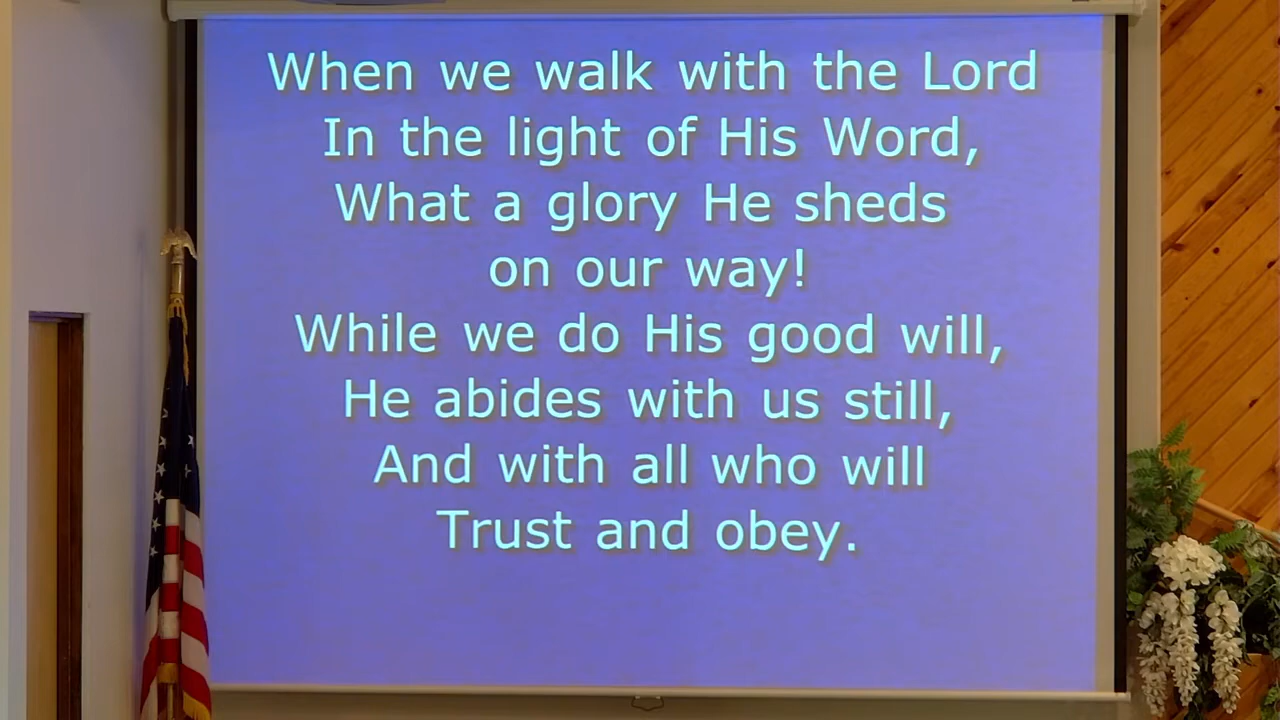 When we walk with the Lord
In the light of His Word,
What a glory He sheds
on our way!
While we do His good will,
He abides with us still,
And with all who will
Trust and obey.